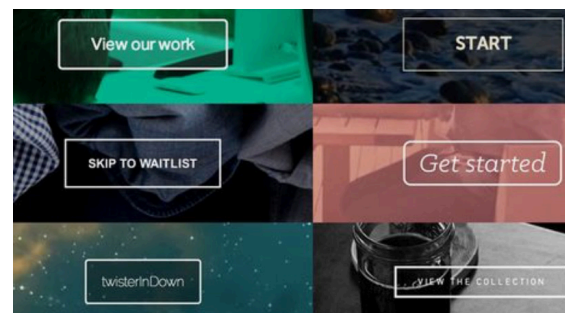 View our work
START
SKIP TO WAITLIST
Get started
twisterInDown
VIEW THE COLLECTION